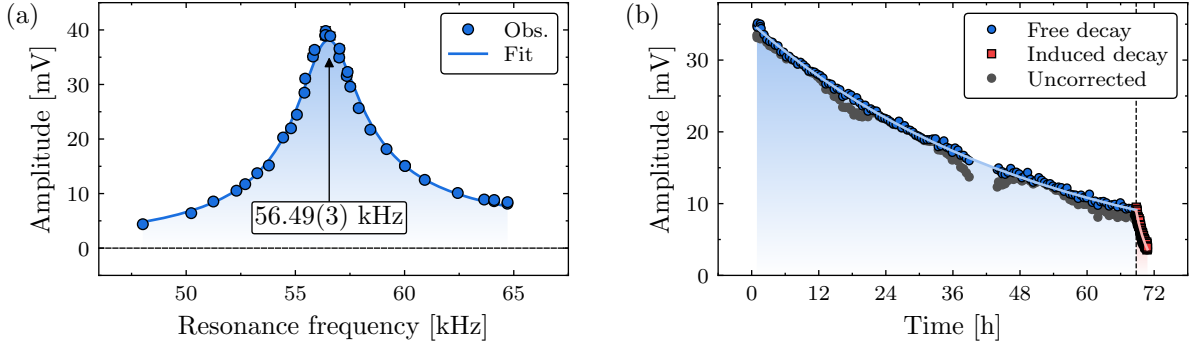 (a)
Amplitude [mV]
40
30
20
10
0
Obs.
Fit
56.49(3) kHz
50
55
60
65
Resonance frequency [kHz]
(b)
Amplitude [mV]
30
20
10
0
Free decay
Induced decay
Uncorrected
0
12
24
36
48
60
72
Time [h]